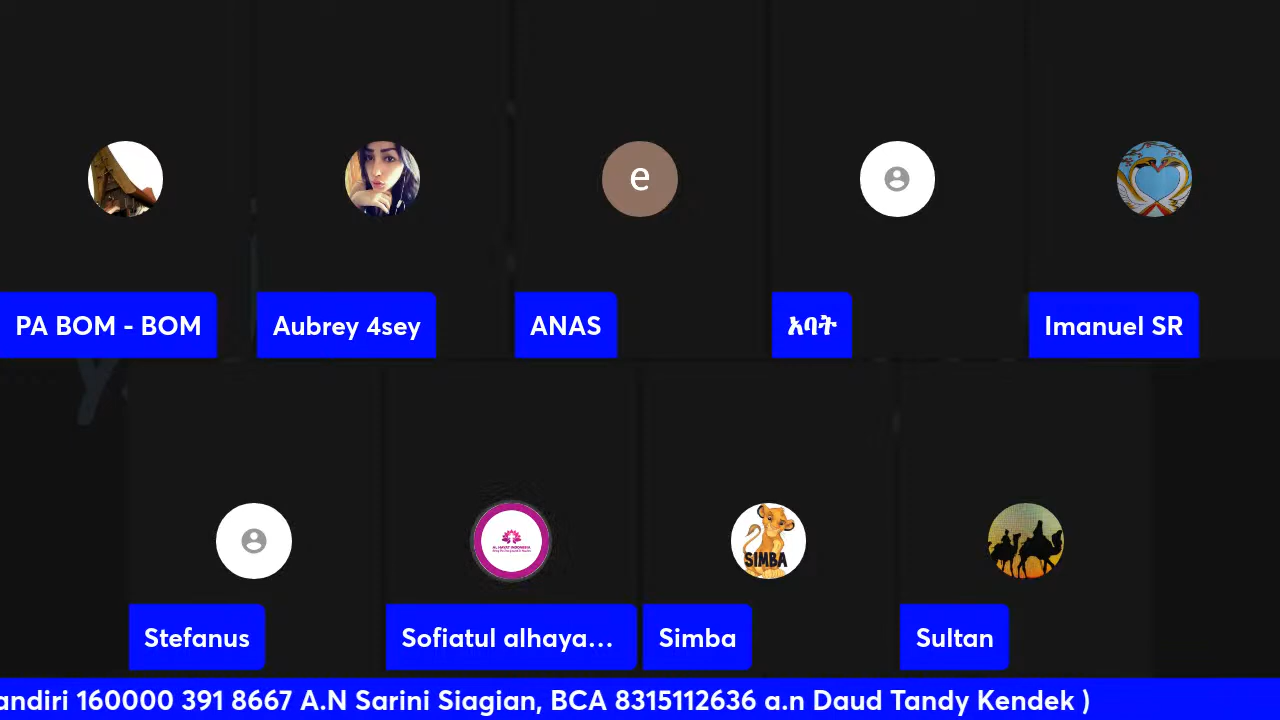 e
PA BOM - BOM
Aubrey 4sey
ANAS
አባት
Imanuel SR
SIMBA
Stefanus
Sofiatul alhaya...
Simba
Sultan
andiri 160000 391 8667 A.N Sarini Siagian, BCA 8315112636 a.n Daud Tandy Kendek )